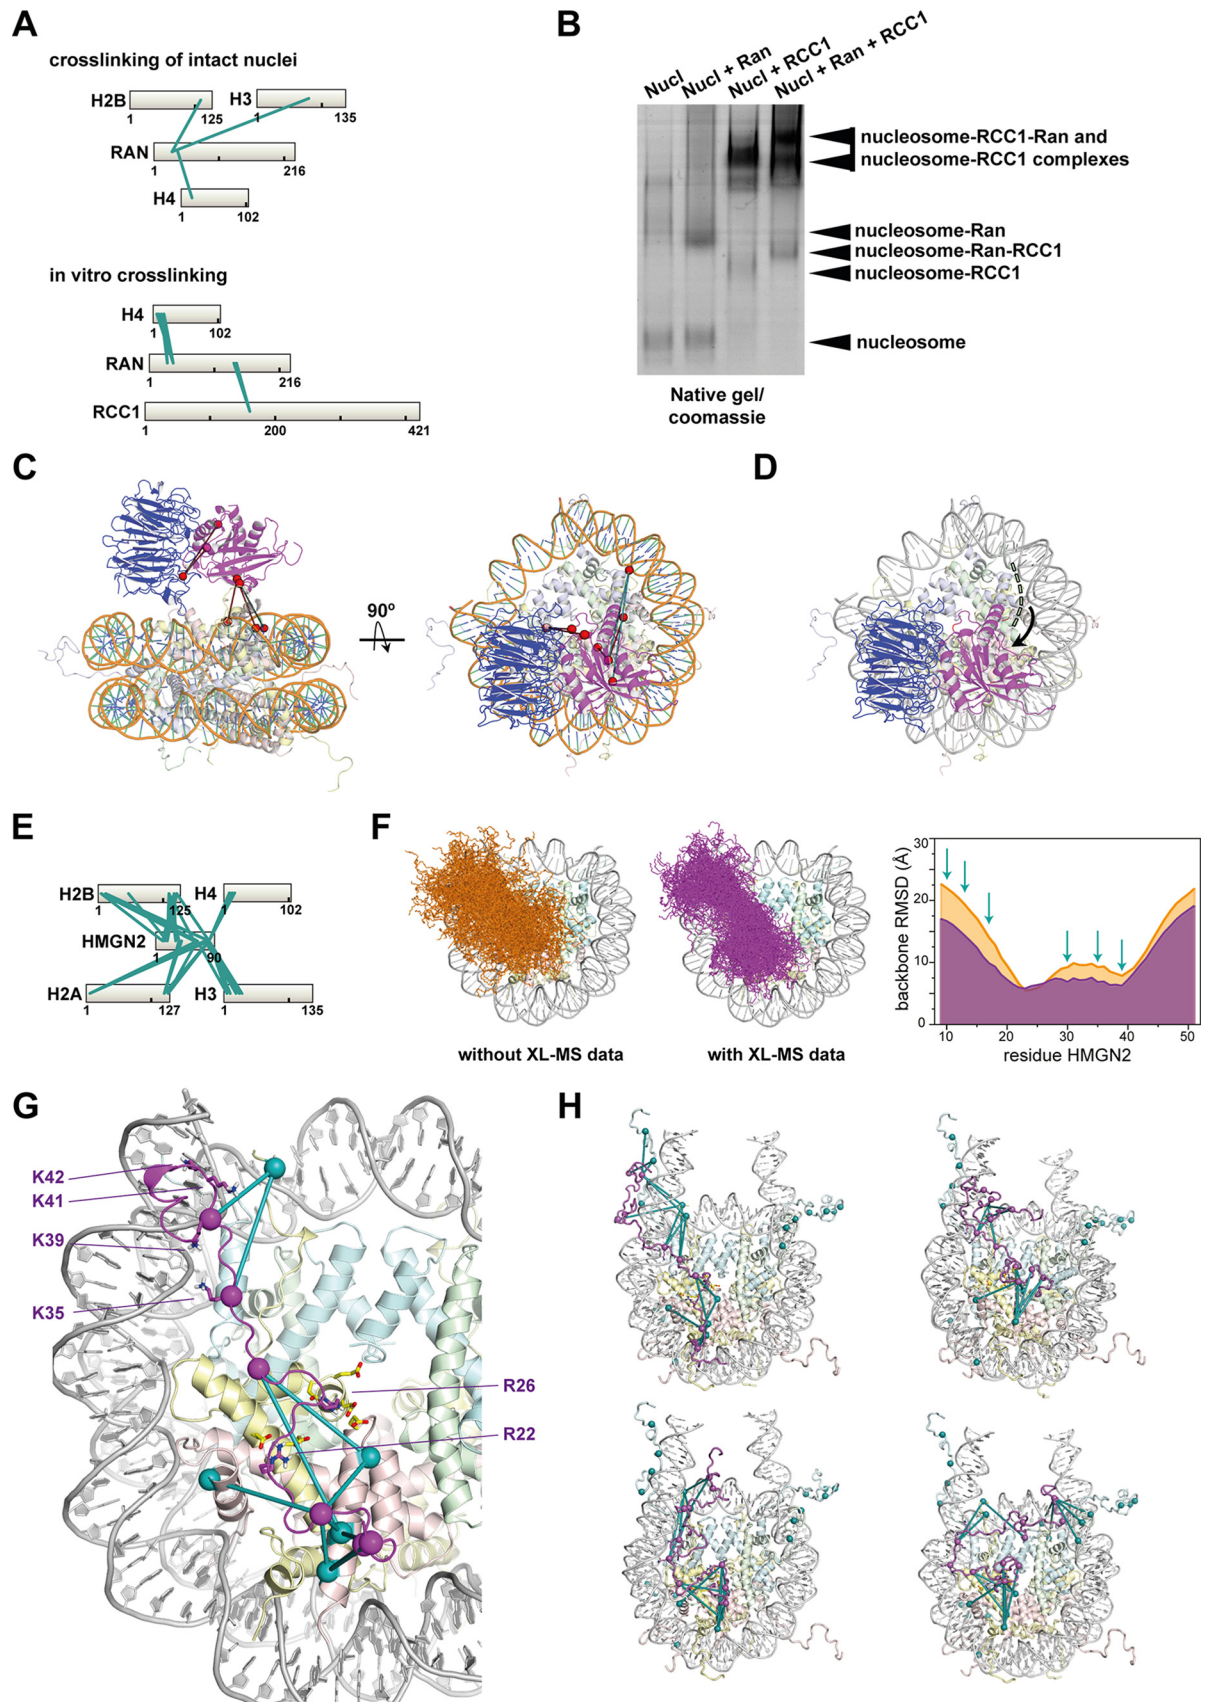 A
crosslinking of intact nuclei
H2B
1
125
H3
1
135
RAN
1
216
H4
1
102
in vitro crosslinking
H4
1
102
RAN
1
216
RCC1
1
200
421
B
Nucl
Nucl + Ran
Nucl + RCC1
Nucl + Ran + RCC1
nucleosome-RCC1-Ran and
nucleosome-RCC1 complexes
nucleosome-Ran
nucleosome-Ran-RCC1
nucleosome-RCC1
nucleosome
Native gel/
coomassie
C
90º
D
E
H2B
1
125
H4
1
102
HMGN2
1
90
H2A
1
127
H3
1
135
F
without XL-MS data
with XL-MS data
backbone RMSD (Å)
30
20
10
0
10
20
30
40
50
residue HMGN2
G
K42
K41
K39
K35
R26
R22
H